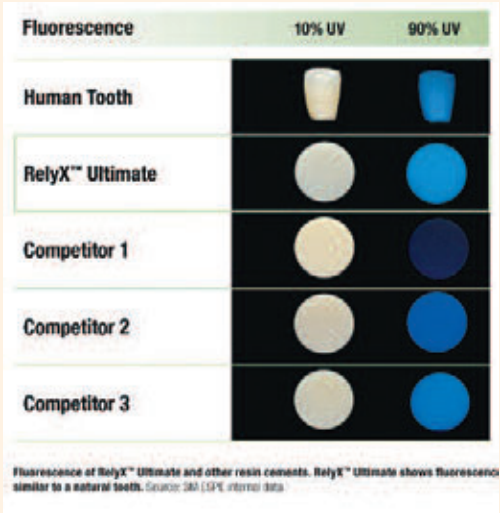 Fluorescence 10% UV 90% UV
Human Tooth
RelyX™ Ultimate
Competitor 1
Competitor 2
Competitor 3
Fluorescence of RelyX™ Ultimate and other resin cements. RelyX™ Ultimate shows fluorescence
similar to a natural tooth. Source: 3M ESPE internal data